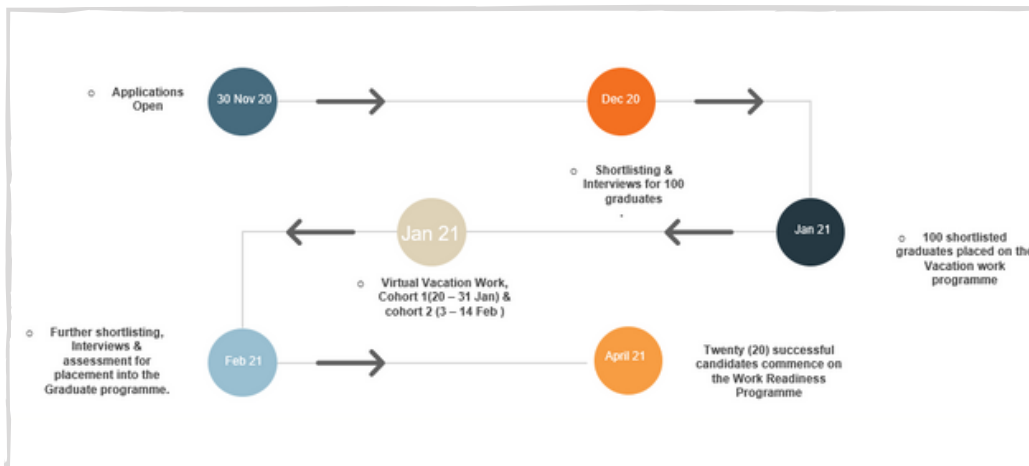 Applications
Open
30 Nov 20
Dec 20
Shortlisting &
Interviews for 100
graduates
.
Jan 21
100 shortlisted
graduates placed on the
Vacation work
programme
Jan 21
Virtual Vacation Work,
Cohort 1(20 – 31 Jan) &
cohort 2 (3 – 14 Feb )
Further shortlisting,
Interviews &
assessment for
placement into the
Graduate programme.
Feb 21
April 21
Twenty (20) successful
candidates commence on
the Work Readiness
Programme